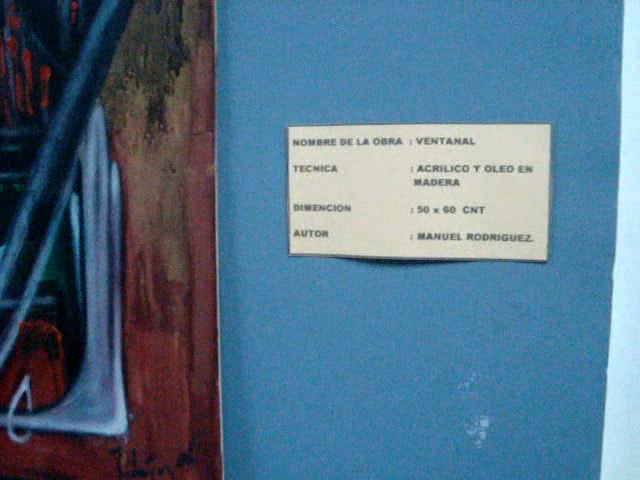 NOMBRE DE LA OBRA : VENTANAL
TECNICA : ACRILICO Y OLEO EN
MADERA
DIMENCION : 50 x 60 CNT
AUTOR : MANUEL RODRIGUEZ.